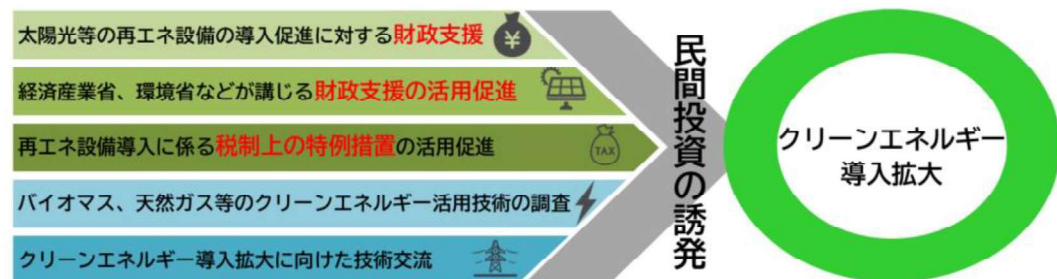 太陽光等の再エネ設備の導入促進に対する財政支援
¥
経済産業省、環境省などが講じる財政支援の活用促進
再エネ設備導入に係る税制上の特例措置の活用促進
TAX
バイオマス、天然ガス等のクリーンエネルギー活用技術の調査
クリーンエネルギー導入拡大に向けた技術交流
民間投資の誘発
クリーンエネルギー
導入拡大